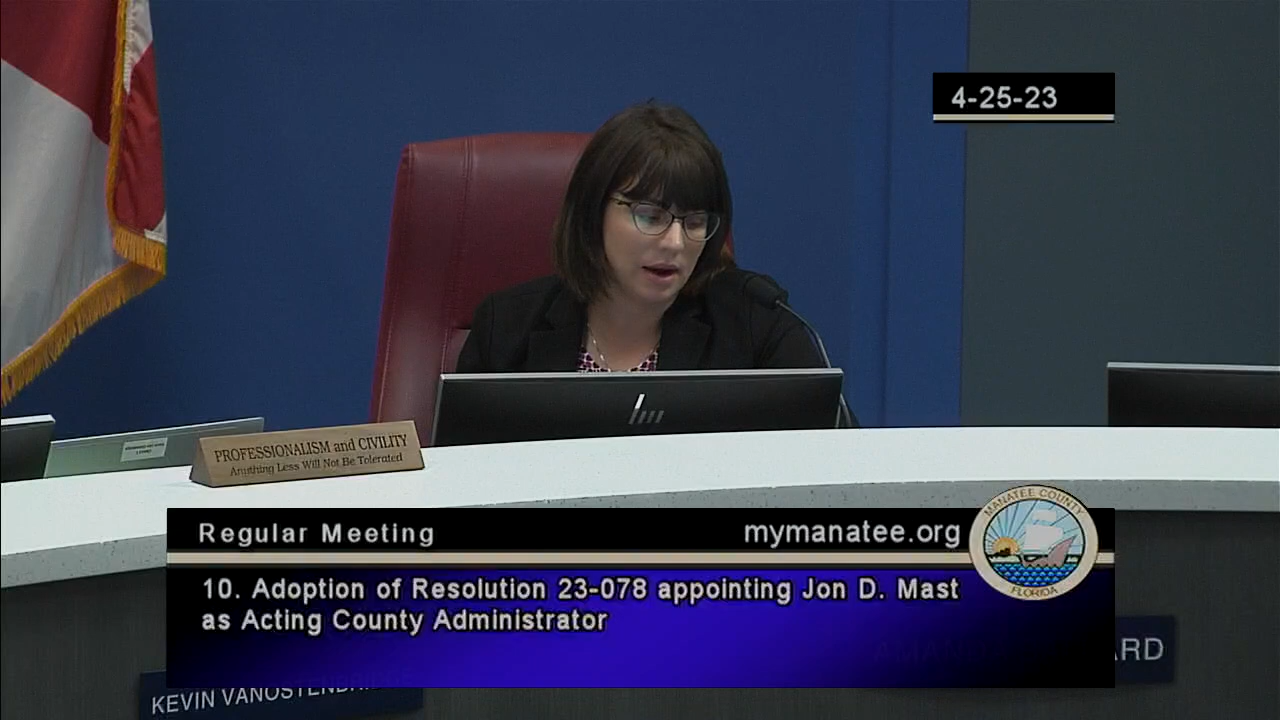 4-25-23
PROFESSIONALISM and CIVILITY
Anything Less Will Not Be Tolerated
Regular Meeting
mymanatee.org
MANATEE COUNTY
FLORIDA
10. Adoption of Resolution 23-078 appointing Jon D. Mast
as Acting County Administrator
KEVIN